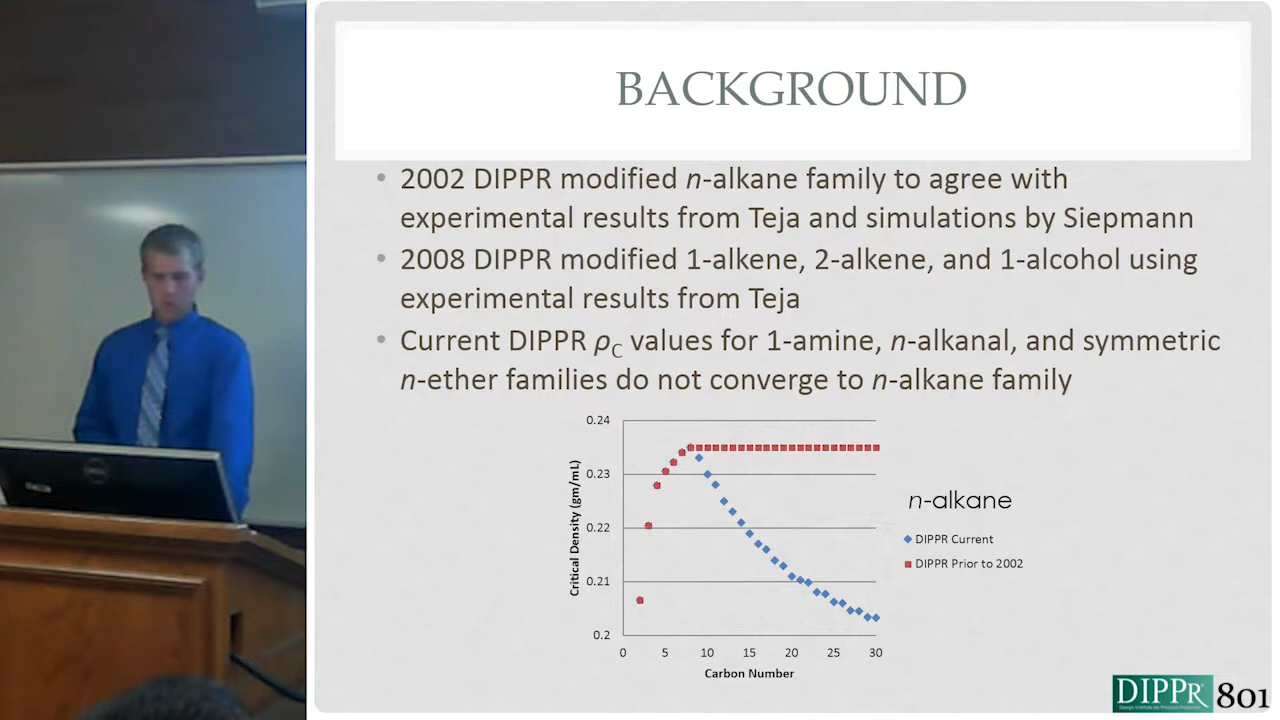 BACKGROUND
• 2002 DIPPR modified n-alkane family to agree with
experimental results from Teja and simulations by Siepmann
• 2008 DIPPR modified 1-alkene, 2-alkene, and 1-alcohol using
experimental results from Teja
• Current DIPPR ρC values for 1-amine, n-alkanal, and symmetric
n-ether families do not converge to n-alkane family
0.24
0.23
0.22
0.21
0.2
Critical Density (gm/mL)
0 5 10 15 20 25 30
Carbon Number
n-alkane
DIPPR Current
DIPPR Prior to 2002
DIPPR 801
DELL